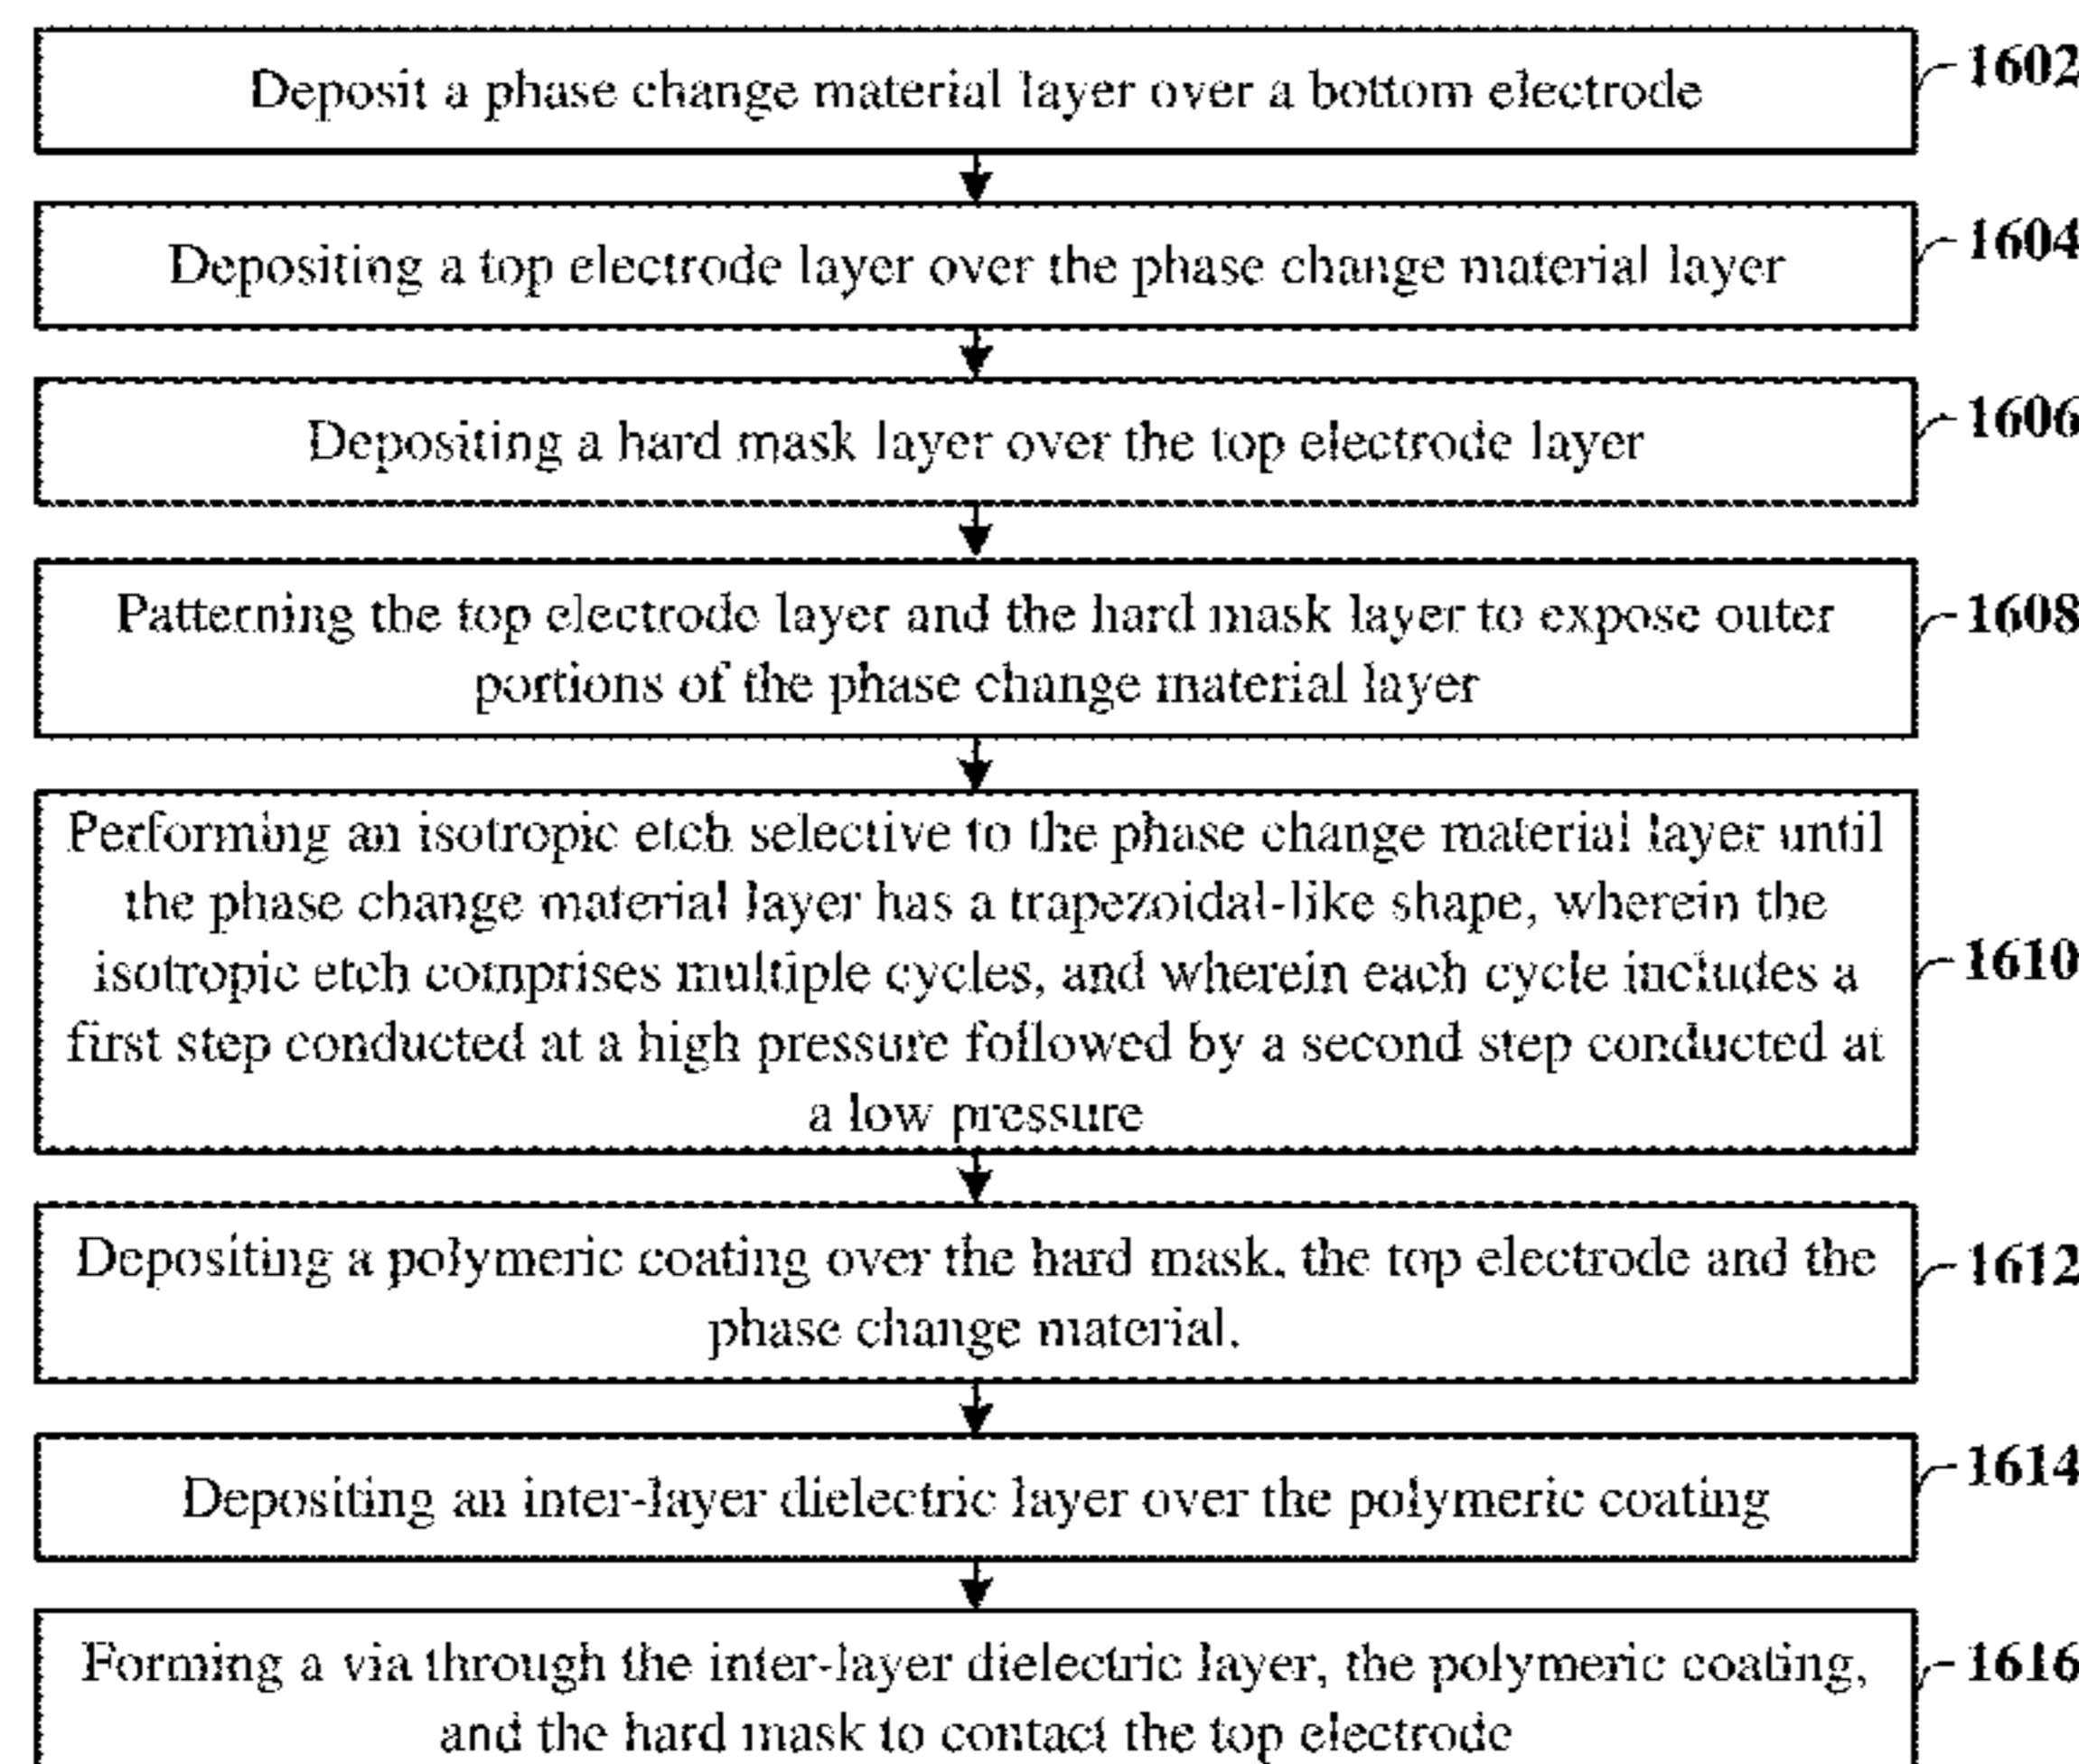 Deposit a phase change material layer over a bottom electrode
1602
Depositing a top electrode layer over the phase change material layer
1604
Depositing a hard mask layer over the top electrode layer
1606
Patterning the top electrode layer and the hard mask layer to expose outer
portions of the phase change material layer
1608
Performing an isotropic etch selective to the phase change material layer until
the phase change material layer has a trapezoidal-like shape, wherein the
isotropic etch comprises multiple cycles, and wherein each cycle includes a
first step conducted at a high pressure followed by a second step conducted at
a low pressure
1610
Depositing a polymeric coating over the hard mask, the top electrode and the
phase change material.
1612
Depositing an inter-layer dielectric layer over the polymeric coating
1614
Forming a via through the inter-layer dielectric layer, the polymeric coating,
and the hard mask to contact the top electrode
1616